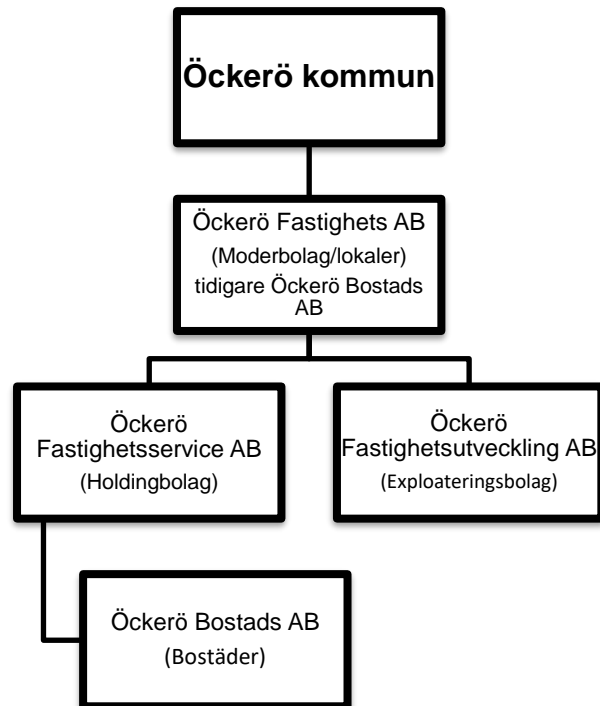 Öckerö kommun
Öckerö Fastighets AB
(Moderbolag/lokaler)
tidigare Öckerö Bostads
AB
Öckerö
Fastighetsservice AB
(Holdingbolag)
Öckerö
Fastighetsutveckling AB
(Exploateringsbolag)
Öckerö Bostads AB
(Bostäder)